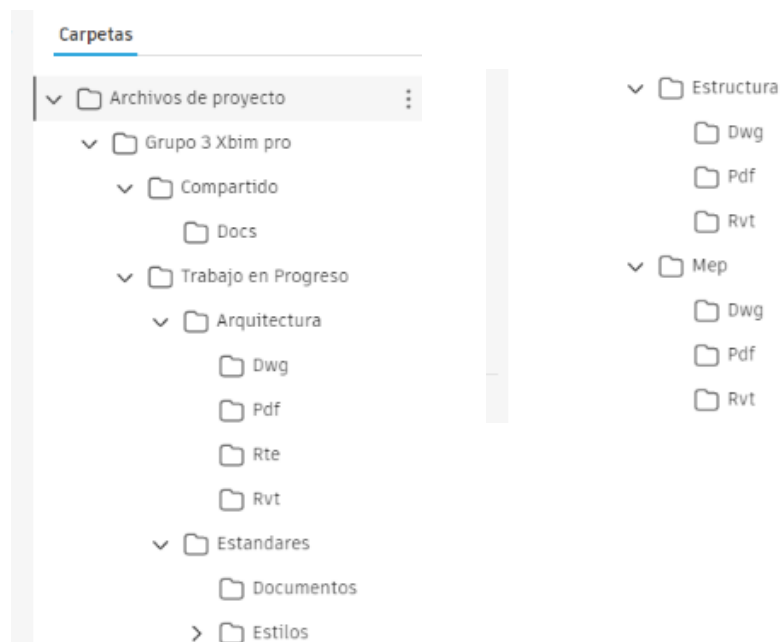 Carpetas
Archivos de proyecto
Grupo 3 Xbim pro
Compartido
Docs
Trabajo en Progreso
Arquitectura
Dwg
Pdf
Rte
Rvt
Estandares
Documentos
Estilos
Estructura
Dwg
Pdf
Rvt
Mep
Dwg
Pdf
Rvt